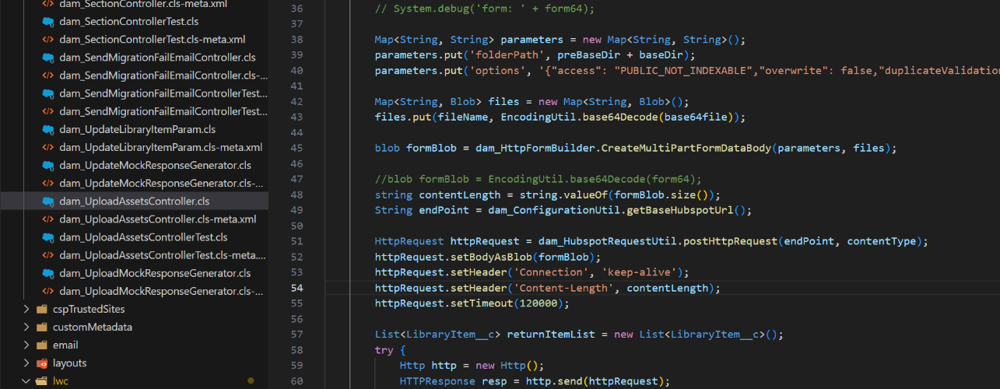 dam_SectionController.cls-meta.xml
dam_SectionControllerTest.cls
dam_SectionControllerTest.cls-meta.xml
dam_SendMigrationFailEmailController.cls
dam_SendMigrationFailEmailController.cls-...
dam_SendMigrationFailEmailControllerTest...
dam_SendMigrationFailEmailControllerTest...
dam_UpdateLibraryItemParam.cls
dam_UpdateLibraryItemParam.cls-meta.xml
dam_UpdateMockResponseGenerator.cls
dam_UpdateMockResponseGenerator.cls-...
dam_UploadAssetsController.cls
dam_UploadAssetsController.cls-meta.xml
dam_UploadAssetsControllerTest.cls
dam_UploadAssetsControllerTest.cls-meta...
dam_UploadMockResponseGenerator.cls
dam_UploadMockResponseGenerator.cls-...
cspTrustedSites
customMetadata
email
layouts
lwc
36 // System.debug('form: ' + form64);
37
38 Map<String, String> parameters = new Map<String, String>();
39 parameters.put('folderPath', preBaseDir + baseDir);
40 parameters.put('options', '{"access": "PUBLIC_NOT_INDEXABLE","overwrite": false,"duplicateValidation
41
42 Map<String, Blob> files = new Map<String, Blob>();
43 files.put(fileName, EncodingUtil.base64Decode(base64file));
44
45 blob formBlob = dam_HttpFormBuilder.CreateMultiPartFormDataBody(parameters, files);
46
47 //blob formBlob = EncodingUtil.base64Decode(form64);
48 string contentLength = string.valueOf(formBlob.size());
49 String endPoint = dam_ConfigurationUtil.getBaseHubspotUrl();
50
51 HttpRequest httpRequest = dam_HubspotRequestUtil.postHttpRequest(endPoint, contentType);
52 httpRequest.setBodyAsBlob(formBlob);
53 httpRequest.setHeader('Connection', 'keep-alive');
54 httpRequest.setHeader('Content-Length', contentLength);
55 httpRequest.setTimeout(120000);
56
57 List<LibraryItem__c> returnItemList = new List<LibraryItem__c>();
58 try {
59 Http http = new Http();
60 HTTPResponse resp = http.send(httpRequest);